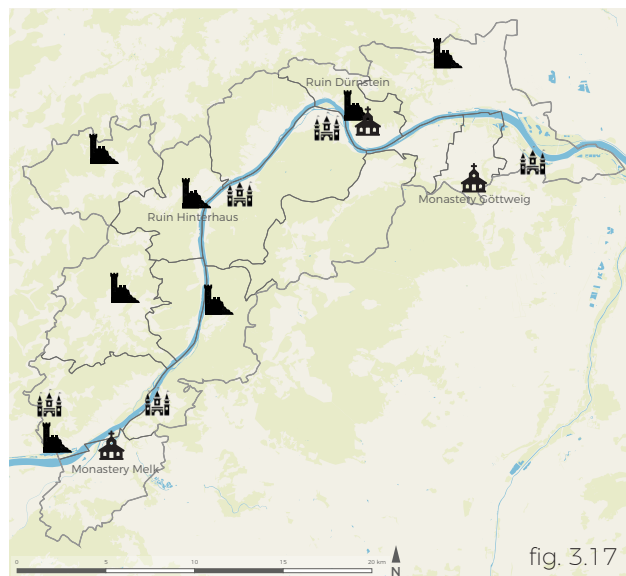 Ruin Dürnstein
Monastery Göttweig
Ruin Hinterhaus
Monastery Melk
fig. 3.17
0 5 10 15 20 km
N